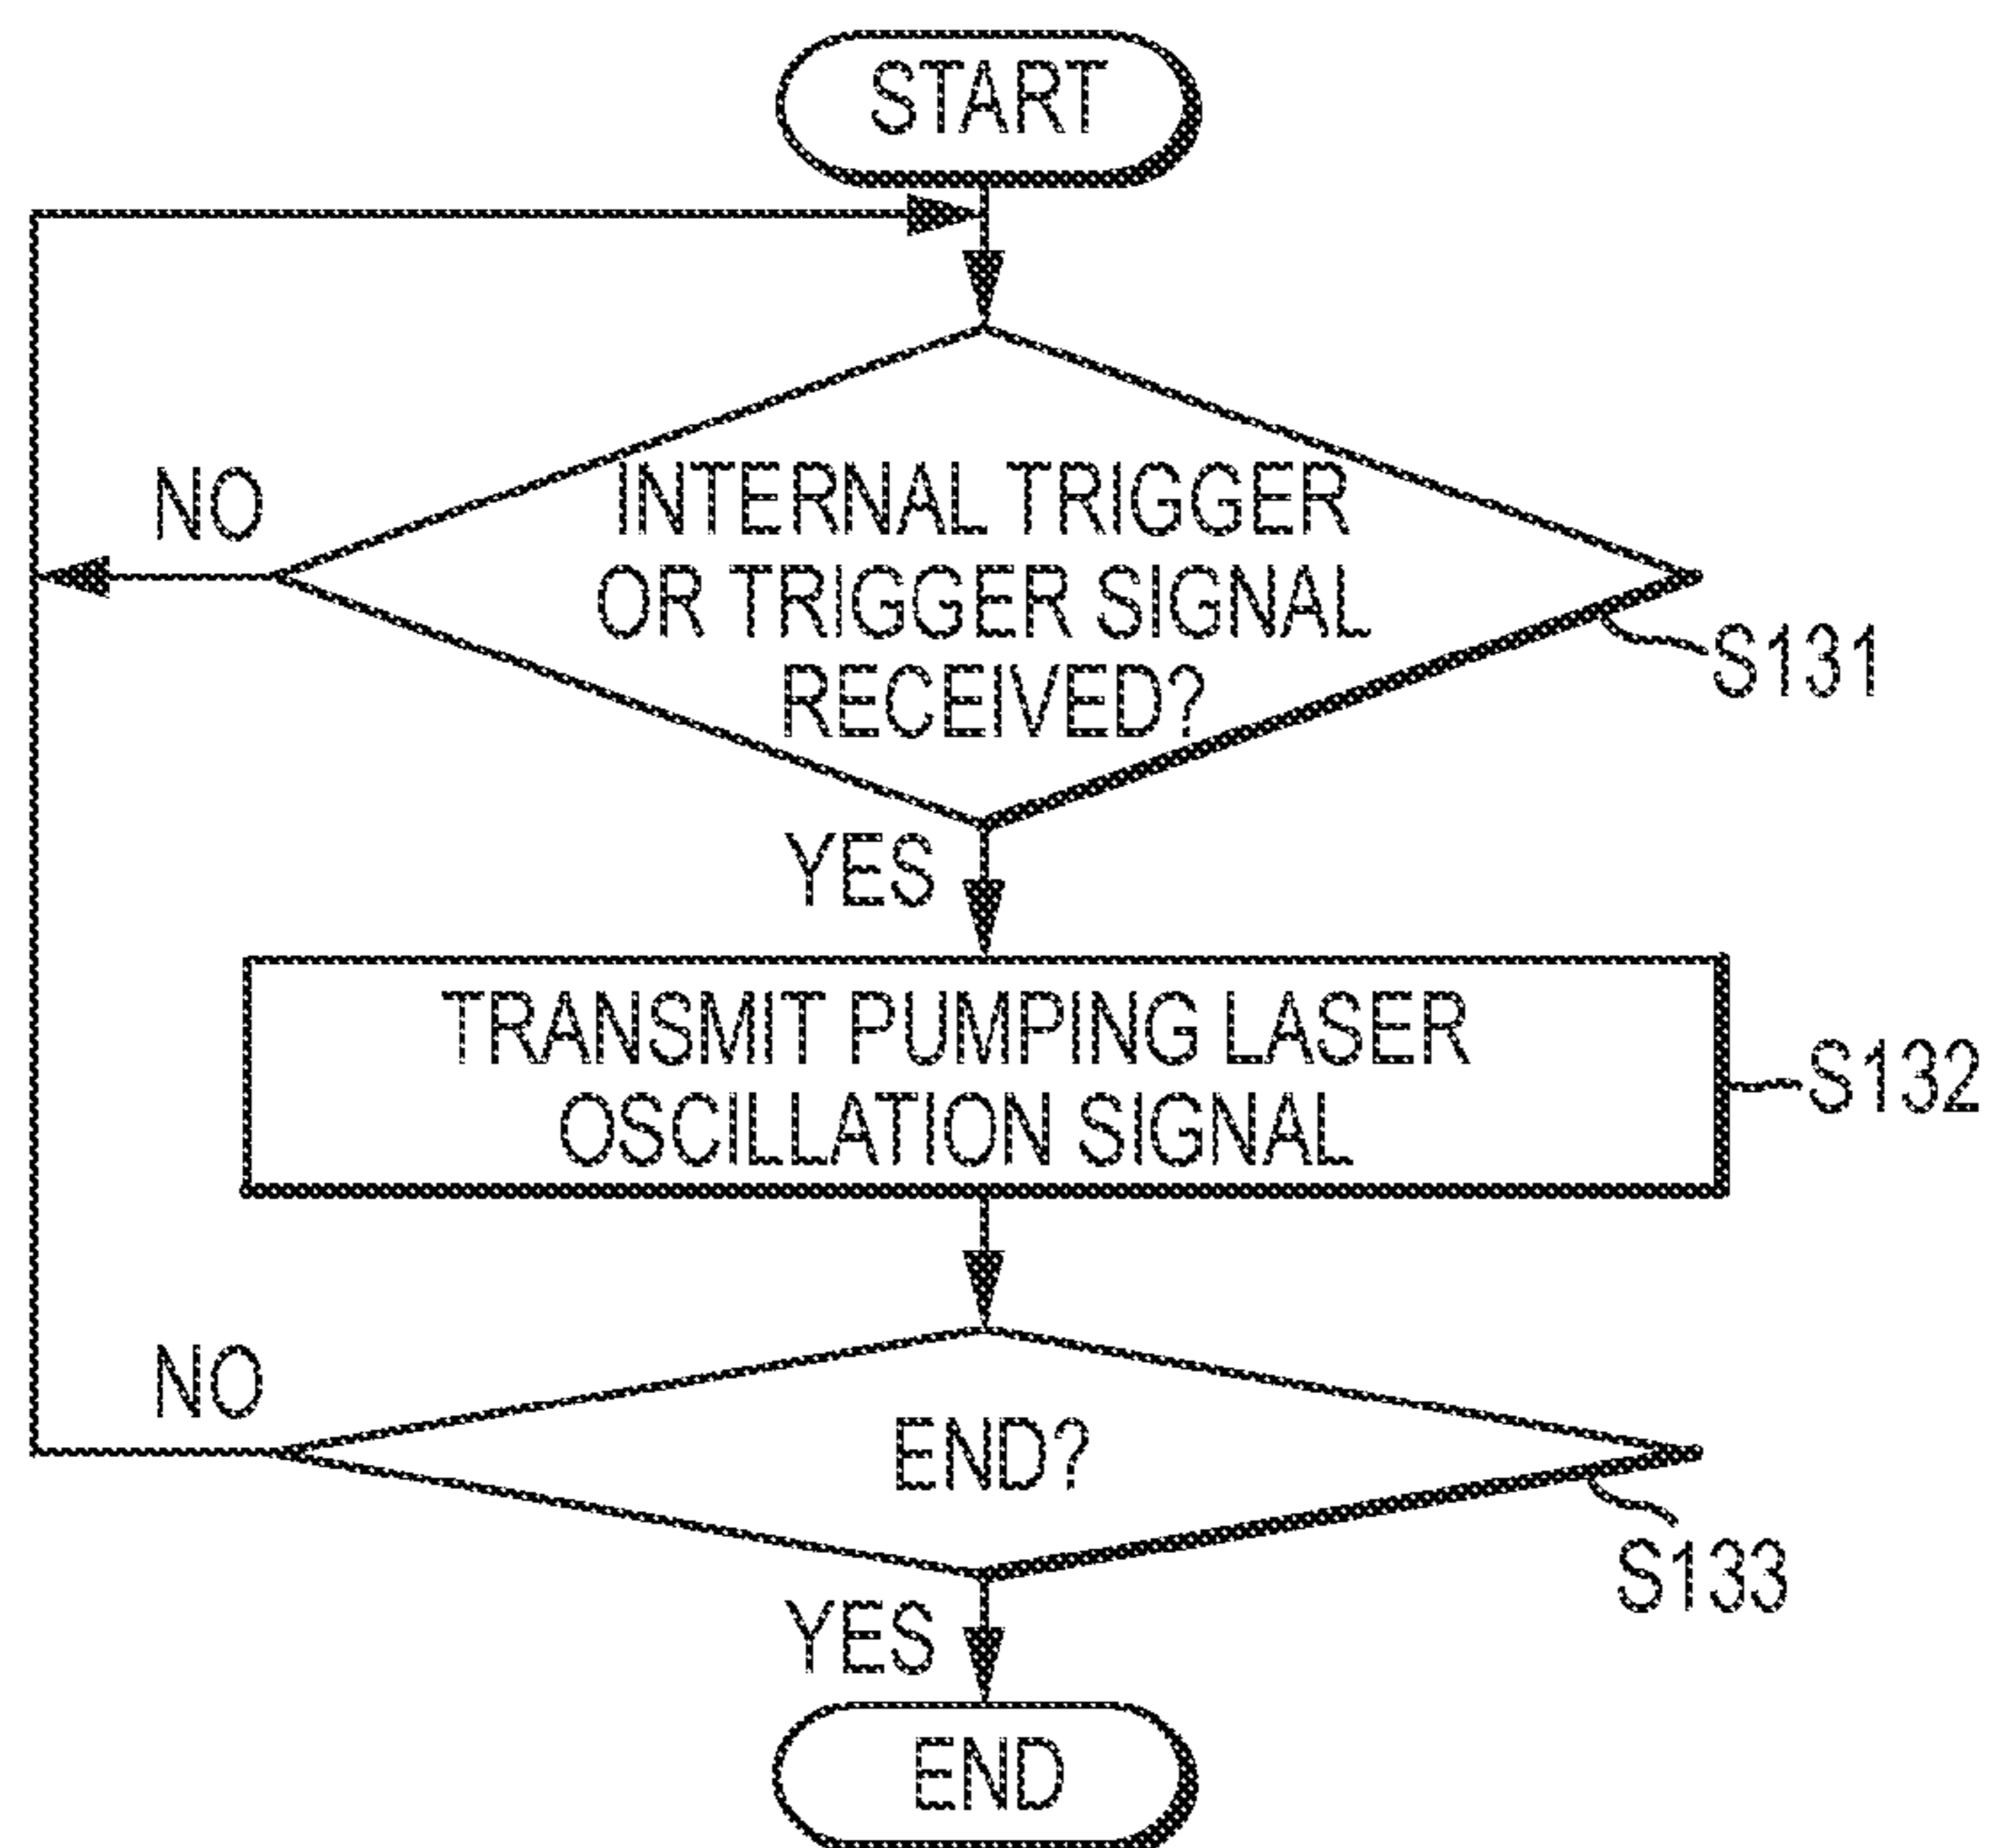 START
NO
INTERNAL TRIGGER
OR TRIGGER SIGNAL
RECEIVED?
S131
YES
TRANSMIT PUMPING LASER
OSCILLATION SIGNAL
S132
NO
END?
S133
YES
END